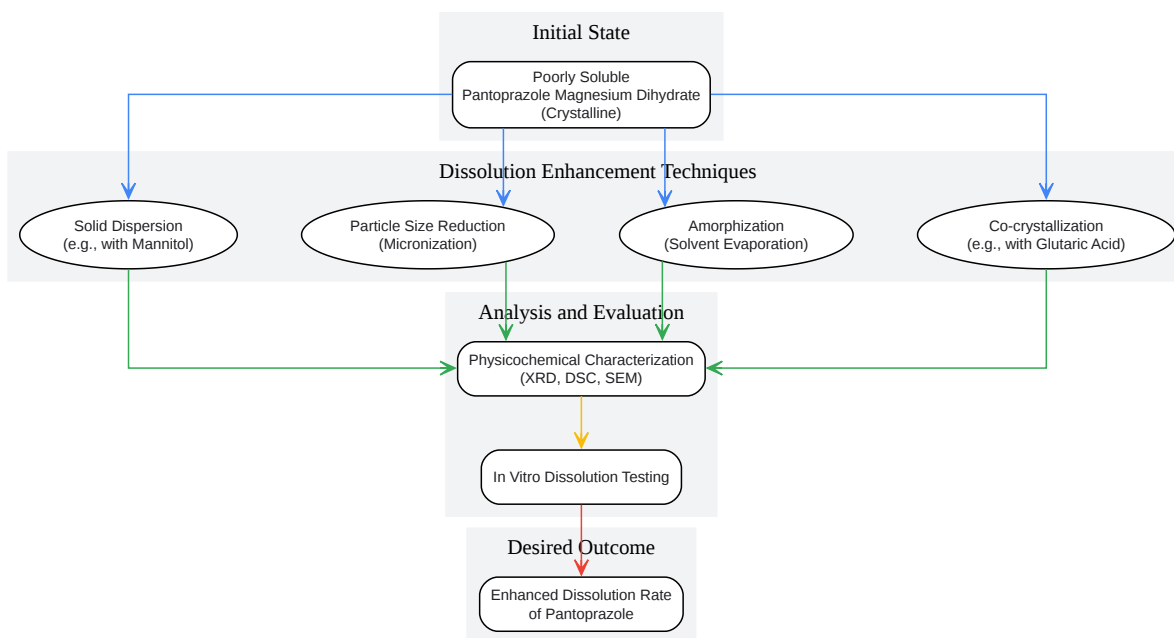 Initial State
Poorly Soluble
Pantoprazole Magnesium Dihydrate
(Crystalline)
Dissolution Enhancement Techniques
Solid Dispersion
(e.g., with Mannitol)
Particle Size Reduction
(Micronization)
Amorphization
(Solvent Evaporation)
Co-crystallization
(e.g., with Glutaric Acid)
Analysis and Evaluation
Physicochemical Characterization
(XRD, DSC, SEM)
In Vitro Dissolution Testing
Desired Outcome
Enhanced Dissolution Rate
of Pantoprazole